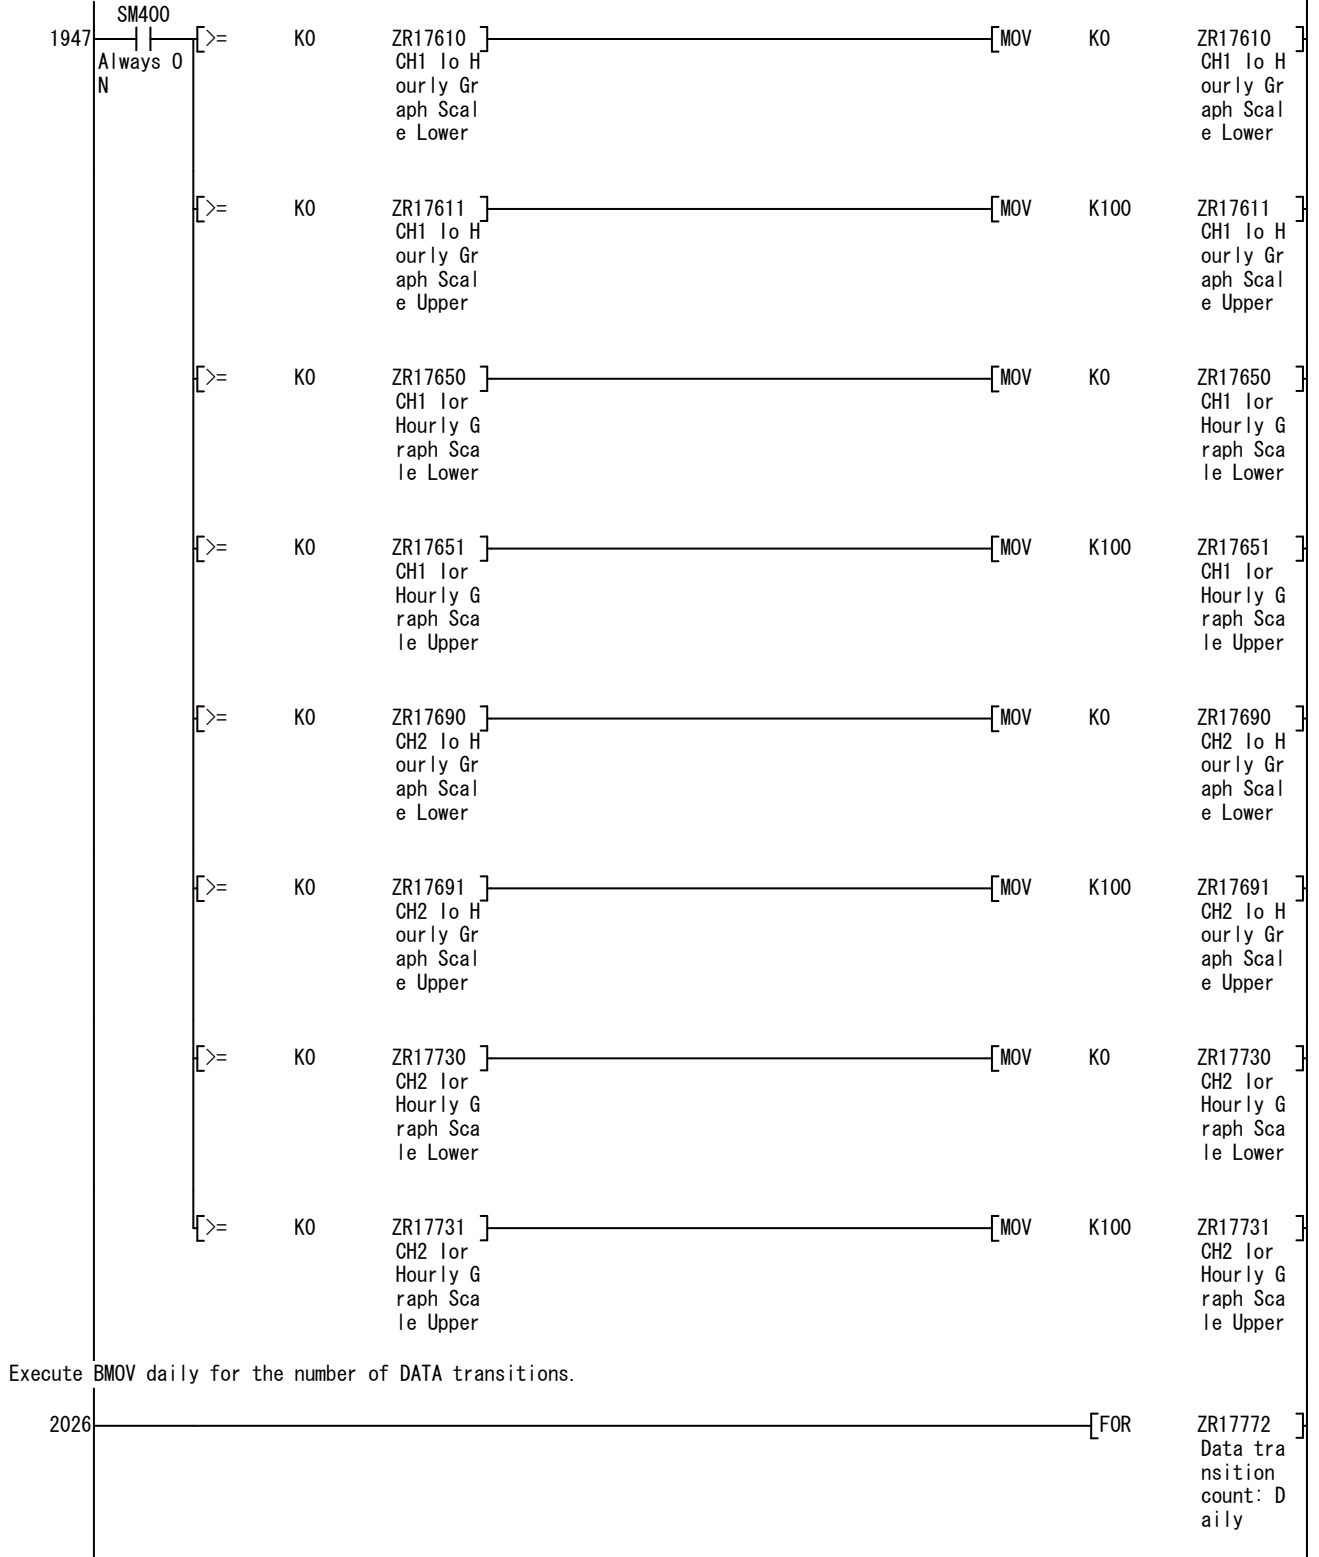 SM400
1947 [>= K0 ZR17610 ] [MOV K0 ZR17610 ]
Always O CH1 Io H CH1 Io H
N ourly Gr ourly Gr
aph Scal aph Scal
e Lower e Lower
[>= K0 ZR17611 ] [MOV K100 ZR17611 ]
CH1 Io H CH1 Io H
ourly Gr ourly Gr
aph Scal aph Scal
e Upper e Upper
[>= K0 ZR17650 ] [MOV K0 ZR17650 ]
CH1 Ior CH1 Ior
Hourly G Hourly G
raph Sca raph Sca
le Lower le Lower
[>= K0 ZR17651 ] [MOV K100 ZR17651 ]
CH1 Ior CH1 Ior
Hourly G Hourly G
raph Sca raph Sca
le Upper le Upper
[>= K0 ZR17690 ] [MOV K0 ZR17690 ]
CH2 Io H CH2 Io H
ourly Gr ourly Gr
aph Scal aph Scal
e Lower e Lower
[>= K0 ZR17691 ] [MOV K100 ZR17691 ]
CH2 Io H CH2 Io H
ourly Gr ourly Gr
aph Scal aph Scal
e Upper e Upper
[>= K0 ZR17730 ] [MOV K0 ZR17730 ]
CH2 Ior CH2 Ior
Hourly G Hourly G
raph Sca raph Sca
le Lower le Lower
[>= K0 ZR17731 ] [MOV K100 ZR17731 ]
CH2 Ior CH2 Ior
Hourly G Hourly G
raph Sca raph Sca
le Upper le Upper
Execute BMOV daily for the number of DATA transitions.
2026 [FOR ZR17772 ]
Data tra
nsition
count: D
aily